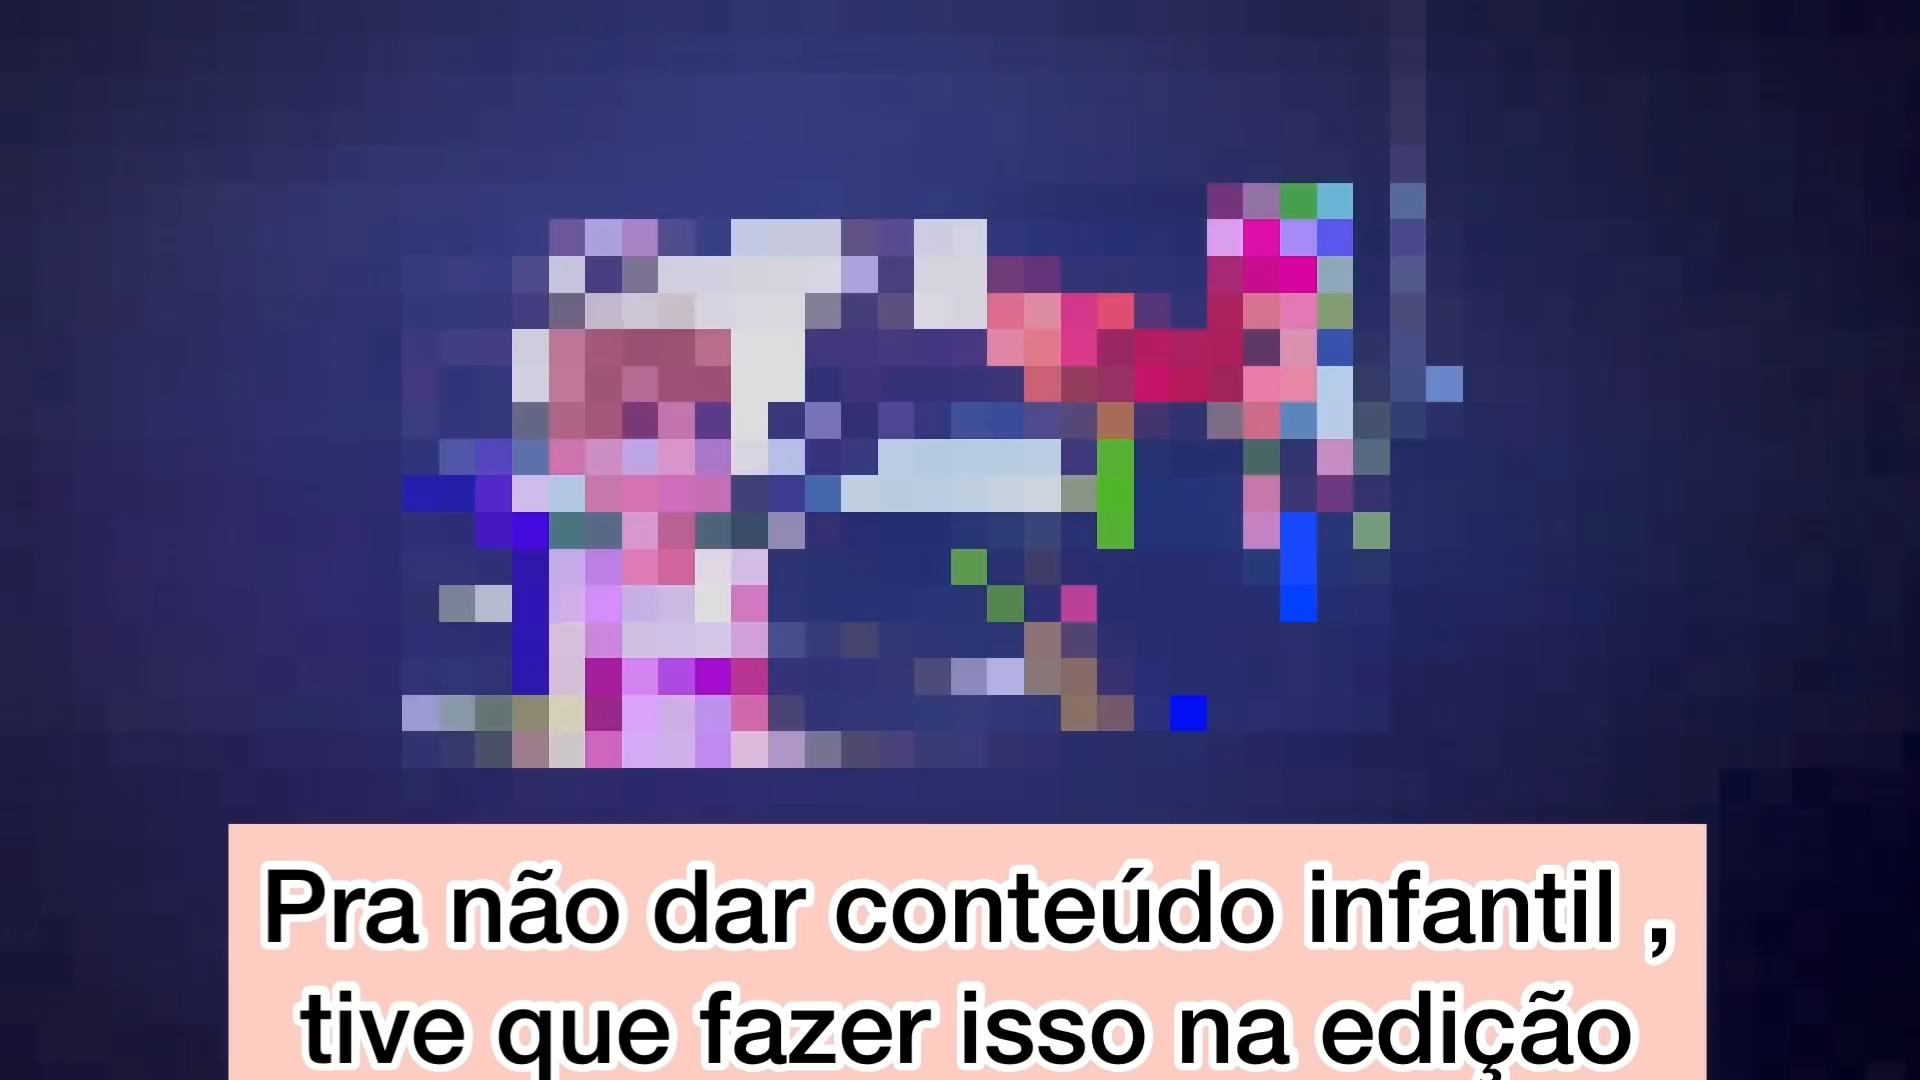 Pra não dar conteúdo infantil ,
tive que fazer isso na edição